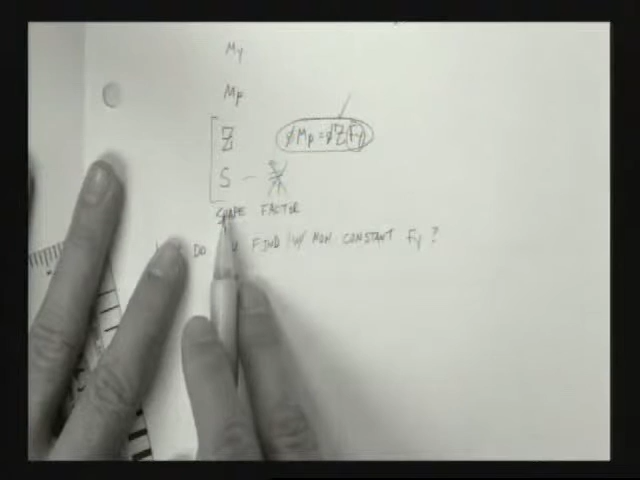 My
Mp
Z ϕMp = ϕZ Fy
S -
SHAPE FACTOR
DO FIND W/ NON CONSTANT Fy ?